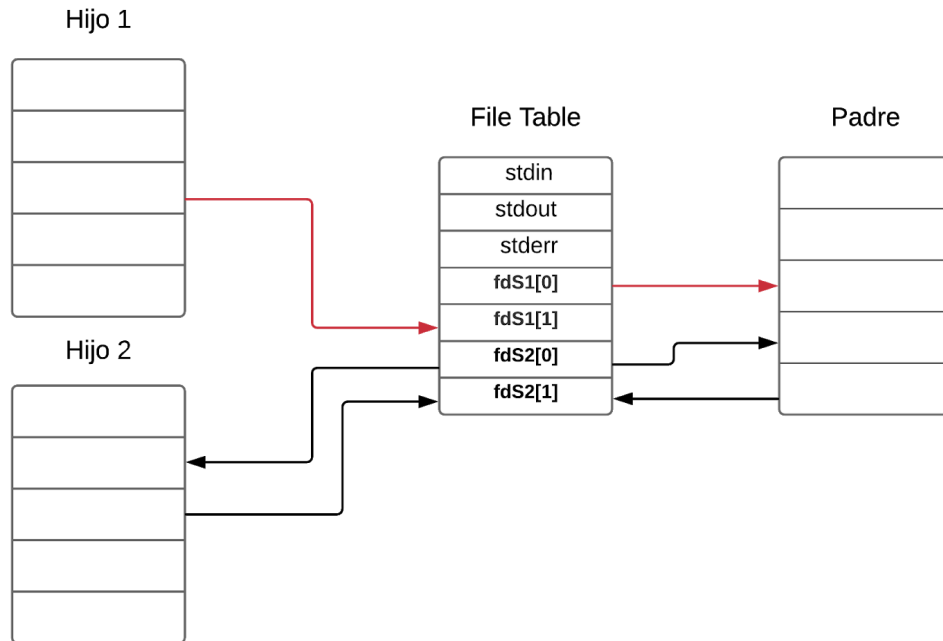 Hijo 1
File Table
Padre
stdin
stdout
stderr
fdS1[0]
fdS1[1]
Hijo 2
fdS2[0]
fdS2[1]